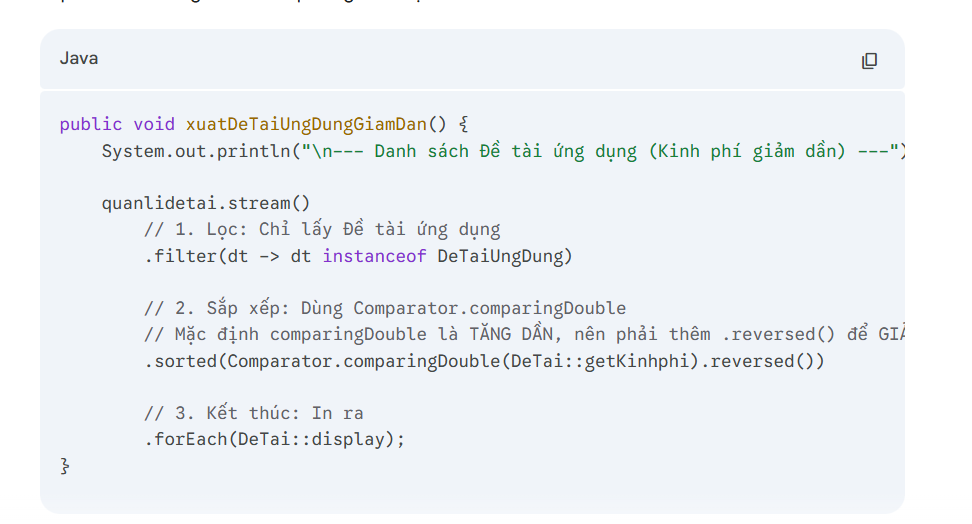 Java
public void xuatDeTaiUngDungGiamDan() {
    System.out.println("\n--- Danh sách Đề tài ứng dụng (Kinh phí giảm dần) ---")
    quanlidetai.stream()
        // 1. Lọc: Chỉ lấy Đề tài ứng dụng
        .filter(dt -> dt instanceof DeTaiUngDung)
        // 2. Sắp xếp: Dùng Comparator.comparingDouble
        // Mặc định comparingDouble là TĂNG DẦN, nên phải thêm .reversed() để
        .sorted(Comparator.comparingDouble(DeTai::getKinhphi).reversed())
        // 3. Kết thúc: In ra
        .forEach(DeTai::display);
}